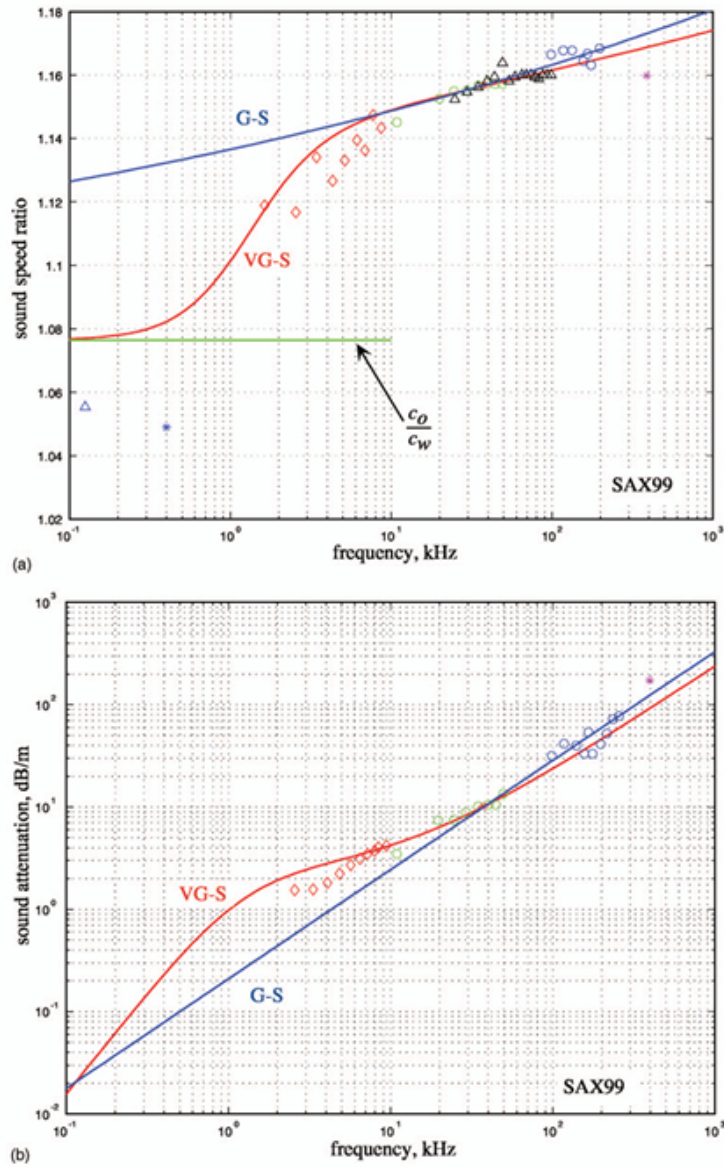 1.18
1.16
1.14
1.12
1.10
1.08
1.06
1.04
1.02
sound speed ratio
G-S
VG-S
c_o
c_w
SAX99
10^-1
10^0
10^1
10^2
10^3
frequency, kHz
(a)
10^3
10^2
10^1
10^0
10^-1
10^-2
sound attenuation, dB/m
VG-S
G-S
SAX99
10^-1
10^0
10^1
10^2
10^3
frequency, kHz
(b)